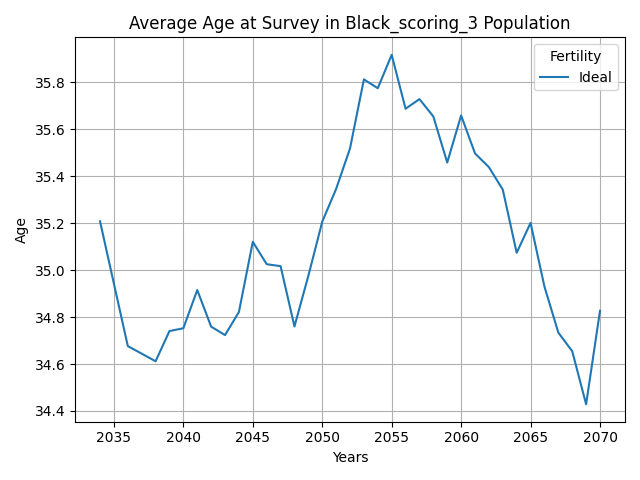 Average Age at Survey in Black_scoring_3 Population
Fertility
Ideal
Age
35.8
35.6
35.4
35.2
35.0
34.8
34.6
34.4
2035 2040 2045 2050 2055 2060 2065 2070
Years